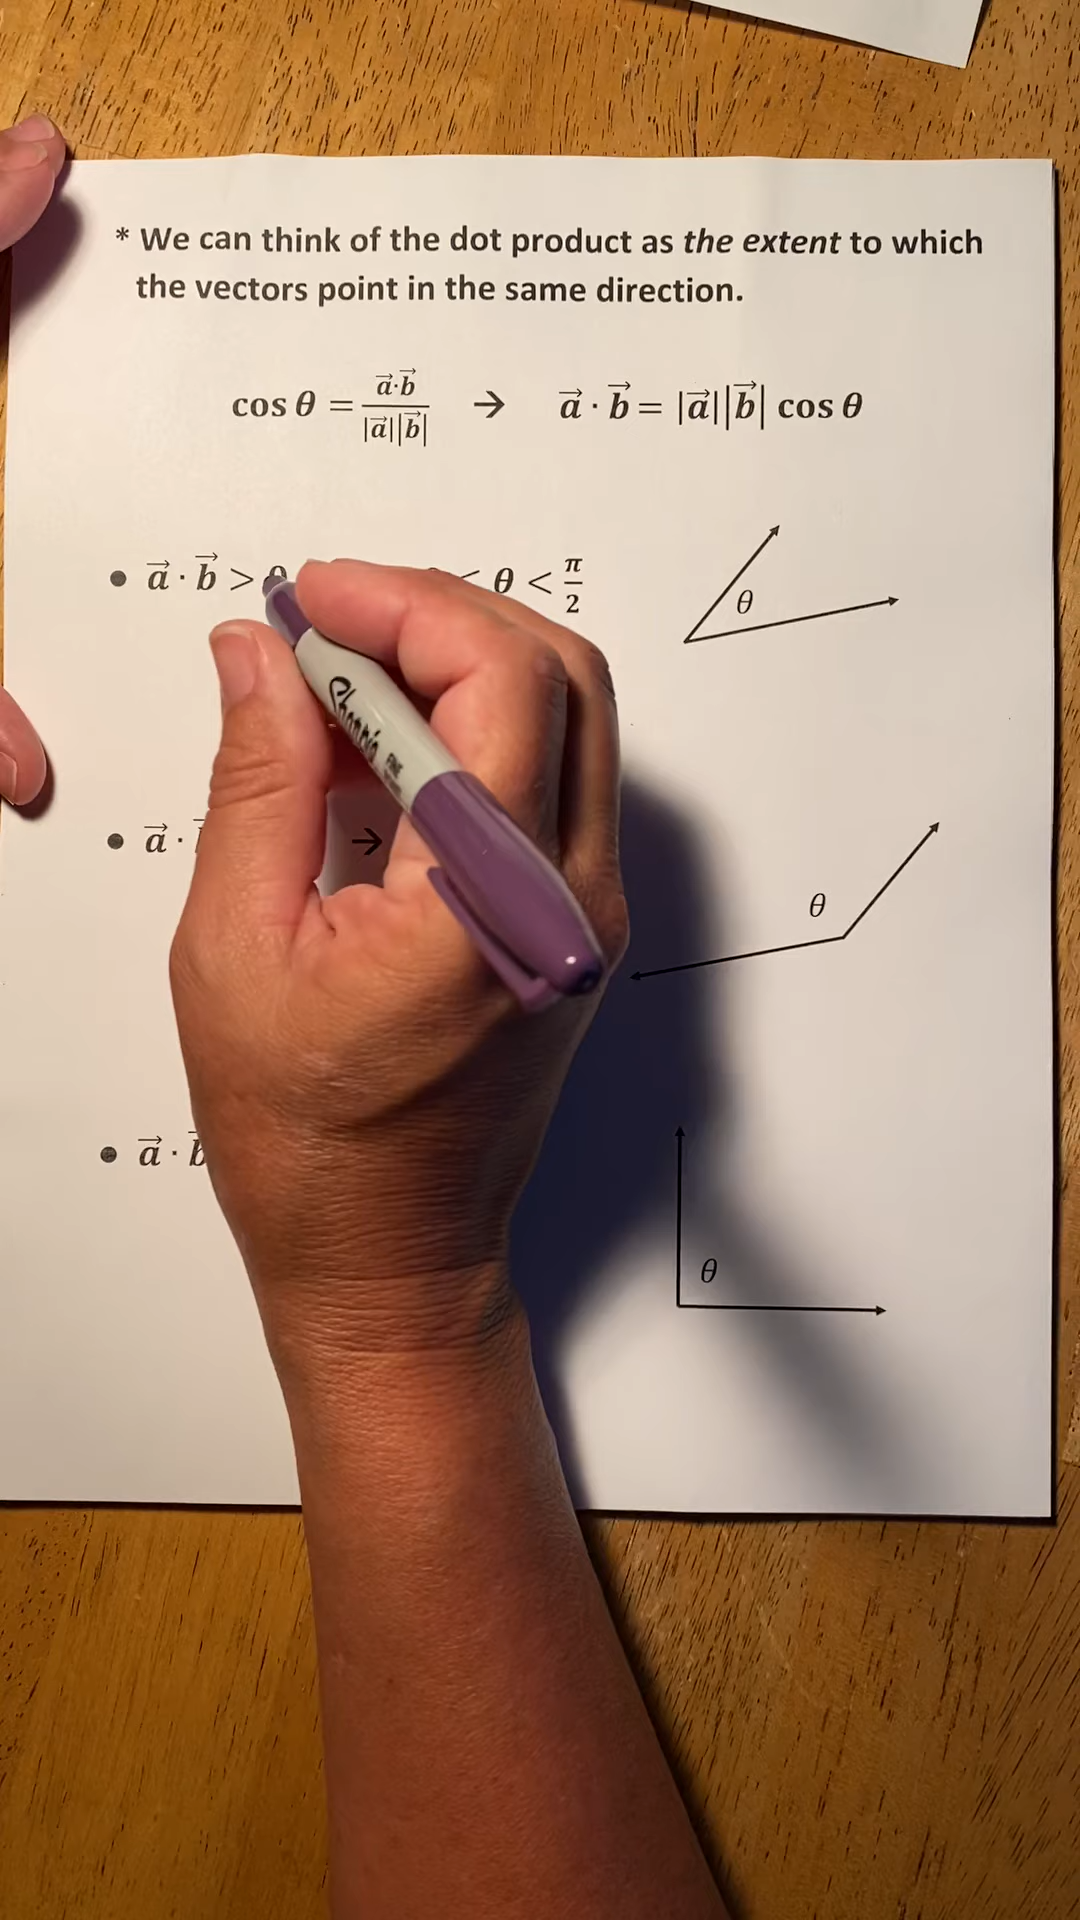 * We can think of the dot product as the extent to which
the vectors point in the same direction.
cos θ = a⃗·b⃗ / |a⃗||b⃗| → a⃗ · b⃗ = |a⃗||b⃗| cos θ
● a⃗ · b⃗ > < θ < π/2
θ
Sharpie FINE
● a⃗ · →
θ
● a⃗ · b⃗
θ